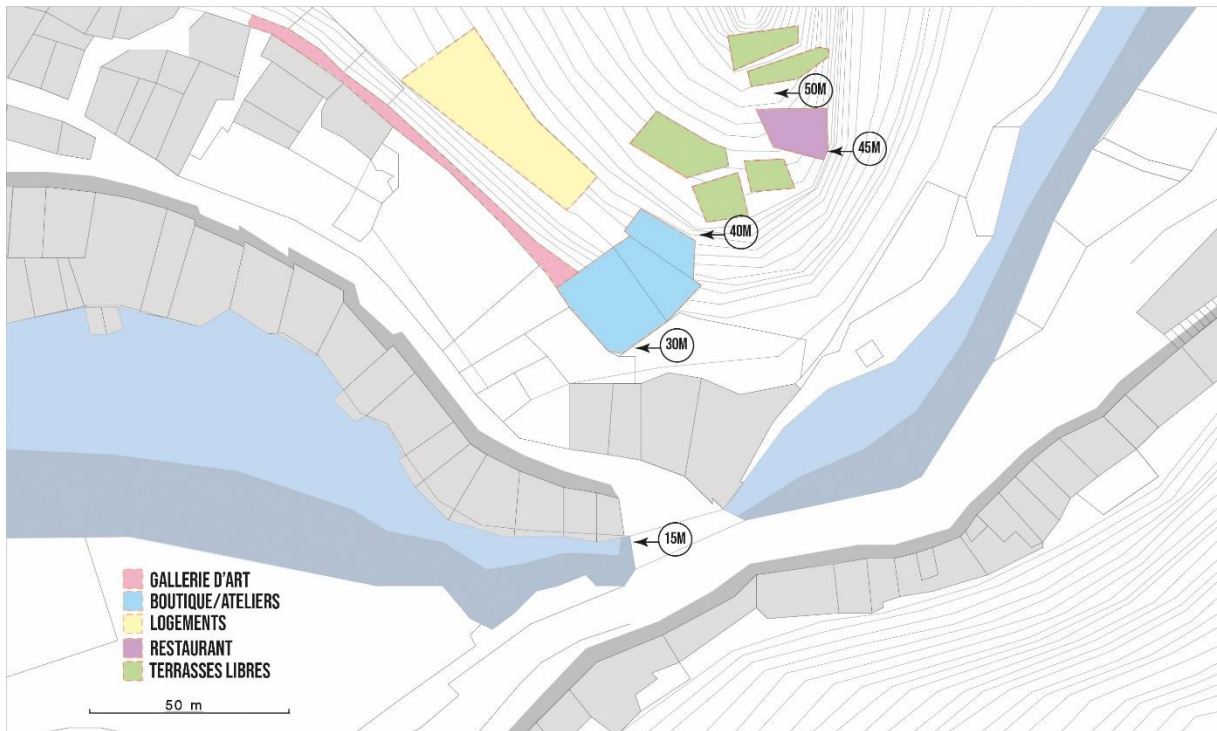 50M
45M
40M
30M
15M
GALLERIE D'ART
BOUTIQUE/ATELIERS
LOGEMENTS
RESTAURANT
TERRASSES LIBRES
50 m